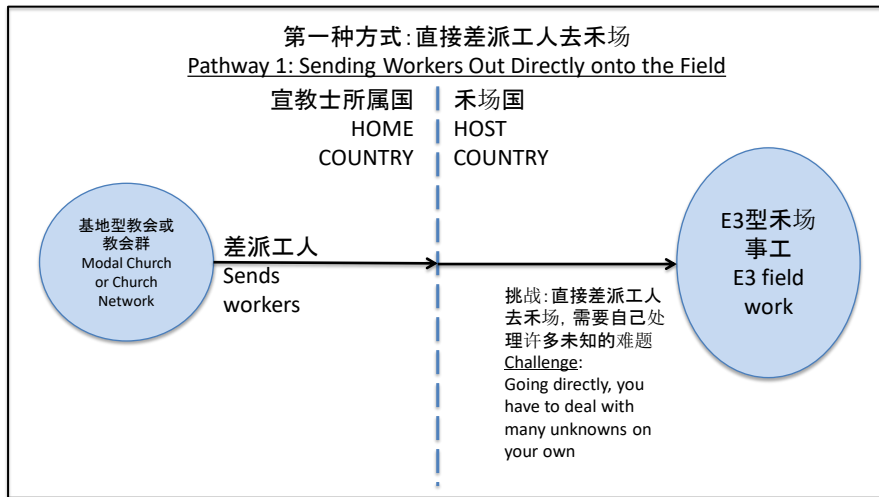 第一种方式：直接差派工人去禾场
Pathway 1: Sending Workers Out Directly onto the Field
宣教士所属国
HOME
COUNTRY
禾场国
HOST
COUNTRY
基地型教会或
教会群
Modal Church
or Church
Network
差派工人
Sends
workers
E3型禾场
事工
E3 field
work
挑战：直接差派工人
去禾场，需要自己处
理许多未知的难题
Challenge:
Going directly, you
have to deal with
many unknowns on
your own